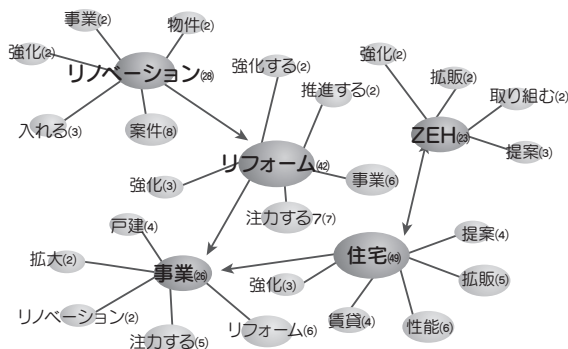 事業(2)
物件(2)
強化(2)
リノベーション(28)
入れる(3)
案件(8)
強化する(2)
推進する(2)
リフォーム(42)
強化(3)
事業(6)
注力する7(7)
強化(2)
拡販(2)
取り組む(2)
ZEH(23)
提案(3)
戸建(4)
拡大(2)
事業(26)
リノベーション(2)
注力する(5)
リフォーム(6)
住宅(49)
提案(4)
拡販(5)
強化(3)
賃貸(4)
性能(6)